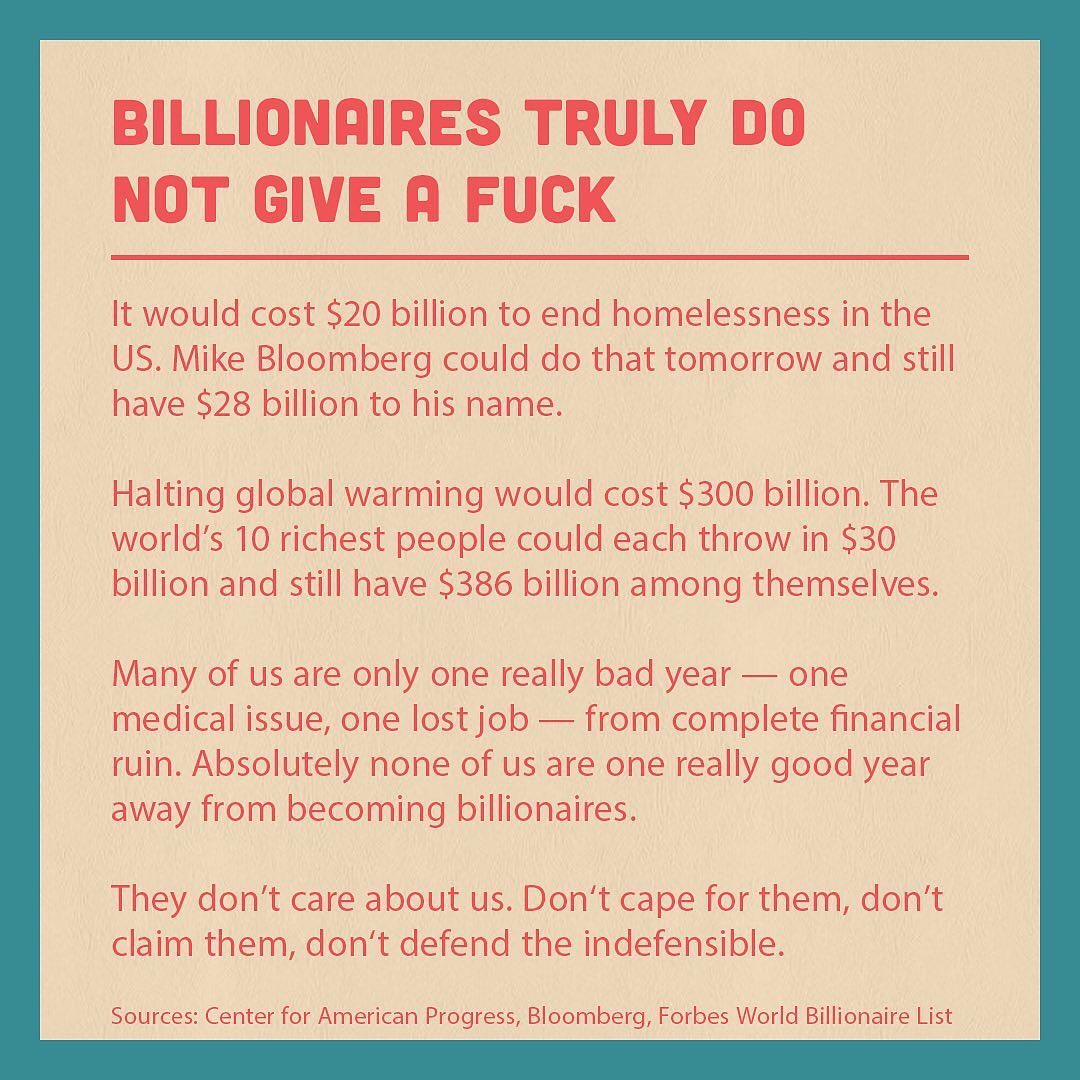 BILLIONAIRES TRULY DO
NOT GIVE A FUCK
It would cost $20 billion to end homelessness in the
US. Mike Bloomberg could do that tomorrow and still
have $28 billion to his name.
Halting global warming would cost $300 billion. The
world’s 10 richest people could each throw in $30
billion and still have $386 billion among themselves.
Many of us are only one really bad year — one
medical issue, one lost job — from complete financial
ruin. Absolutely none of us are one really good year
away from becoming billionaires.
They don’t care about us. Don‘t cape for them, don’t
claim them, don‘t defend the indefensible.
Sources: Center for American Progress, Bloomberg, Forbes World Billionaire List